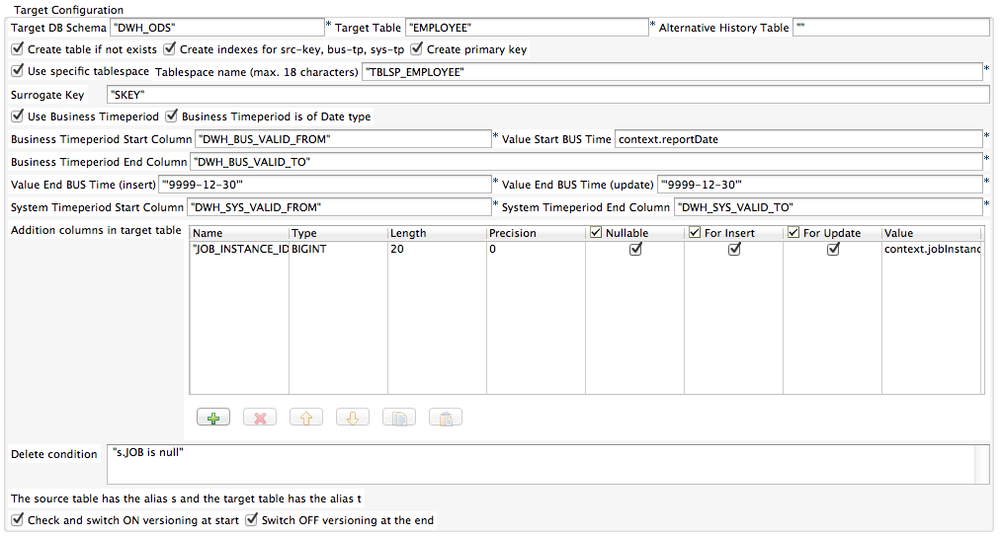 Target Configuration
Target DB Schema "DWH_ODS" * Target Table "EMPLOYEE" * Alternative History Table ""
Create table if not exists Create indexes for src-key, bus-tp, sys-tp Create primary key
Use specific tablespace Tablespace name (max. 18 characters) "TBLSP_EMPLOYEE" *
Surrogate Key "SKEY"
Use Business Timeperiod Business Timeperiod is of Date type
Business Timeperiod Start Column "DWH_BUS_VALID_FROM" * Value Start BUS Time context.reportDate *
Business Timeperiod End Column "DWH_BUS_VALID_TO" *
Value End BUS Time (insert) "'9999-12-30'" * Value End BUS Time (update) "'9999-12-30'" *
System Timeperiod Start Column "DWH_SYS_VALID_FROM" * System Timeperiod End Column "DWH_SYS_VALID_TO" *
Addition columns in target table Name Type Length Precision Nullable For Insert For Update Value
"JOB_INSTANCE_ID BIGINT 20 0 context.jobInstanc
Delete condition "s.JOB is null"
The source table has the alias s and the target table has the alias t
Check and switch ON versioning at start Switch OFF versioning at the end